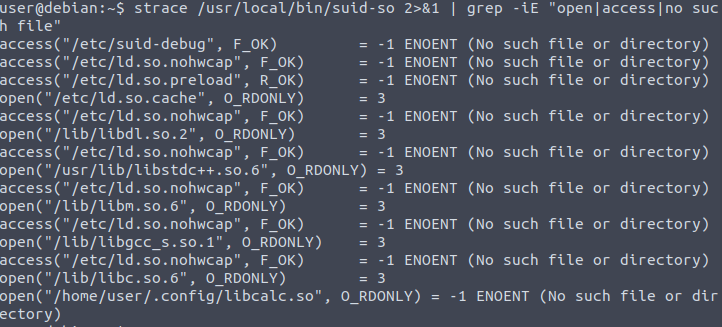 user@debian:~$ strace /usr/local/bin/suid-so 2>&1 | grep -iE "open|access|no suc
h file"
access("/etc/suid-debug", F_OK)         = -1 ENOENT (No such file or directory)
access("/etc/ld.so.nohwcap", F_OK)      = -1 ENOENT (No such file or directory)
access("/etc/ld.so.preload", R_OK)      = -1 ENOENT (No such file or directory)
open("/etc/ld.so.cache", O_RDONLY)      = 3
access("/etc/ld.so.nohwcap", F_OK)      = -1 ENOENT (No such file or directory)
open("/lib/libdl.so.2", O_RDONLY)       = 3
access("/etc/ld.so.nohwcap", F_OK)      = -1 ENOENT (No such file or directory)
open("/usr/lib/libstdc++.so.6", O_RDONLY) = 3
access("/etc/ld.so.nohwcap", F_OK)      = -1 ENOENT (No such file or directory)
open("/lib/libm.so.6", O_RDONLY)        = 3
access("/etc/ld.so.nohwcap", F_OK)      = -1 ENOENT (No such file or directory)
open("/lib/libgcc_s.so.1", O_RDONLY)    = 3
access("/etc/ld.so.nohwcap", F_OK)      = -1 ENOENT (No such file or directory)
open("/lib/libc.so.6", O_RDONLY)        = 3
open("/home/user/.config/libcalc.so", O_RDONLY) = -1 ENOENT (No such file or dir
ectory)